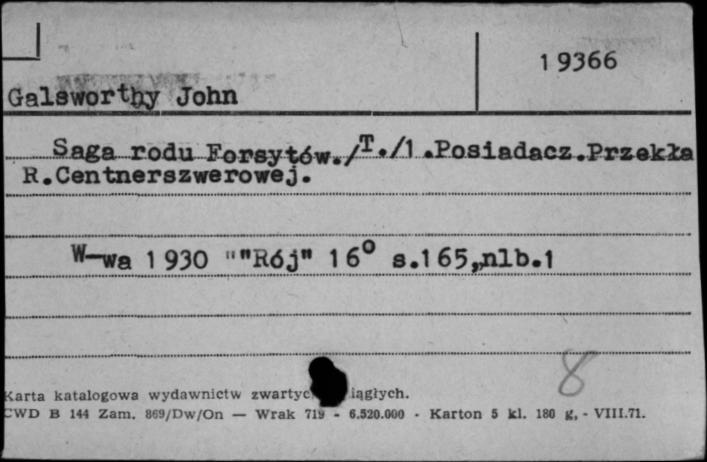 19366
Galsworthy John
Saga rodu Forsytów./T./1.Posiadacz.Przekła
R.Centnerszwerowej.
W-wa 1930 ""Rój" 16° s.165,nlb.1
8
Karta katalogowa wydawnictw iągłych.
CWD B 144 Zam. 869/Dw/On — Wrak 719 - 6.520.000 - Karton 5 kl. 180 g, - VIII.71.